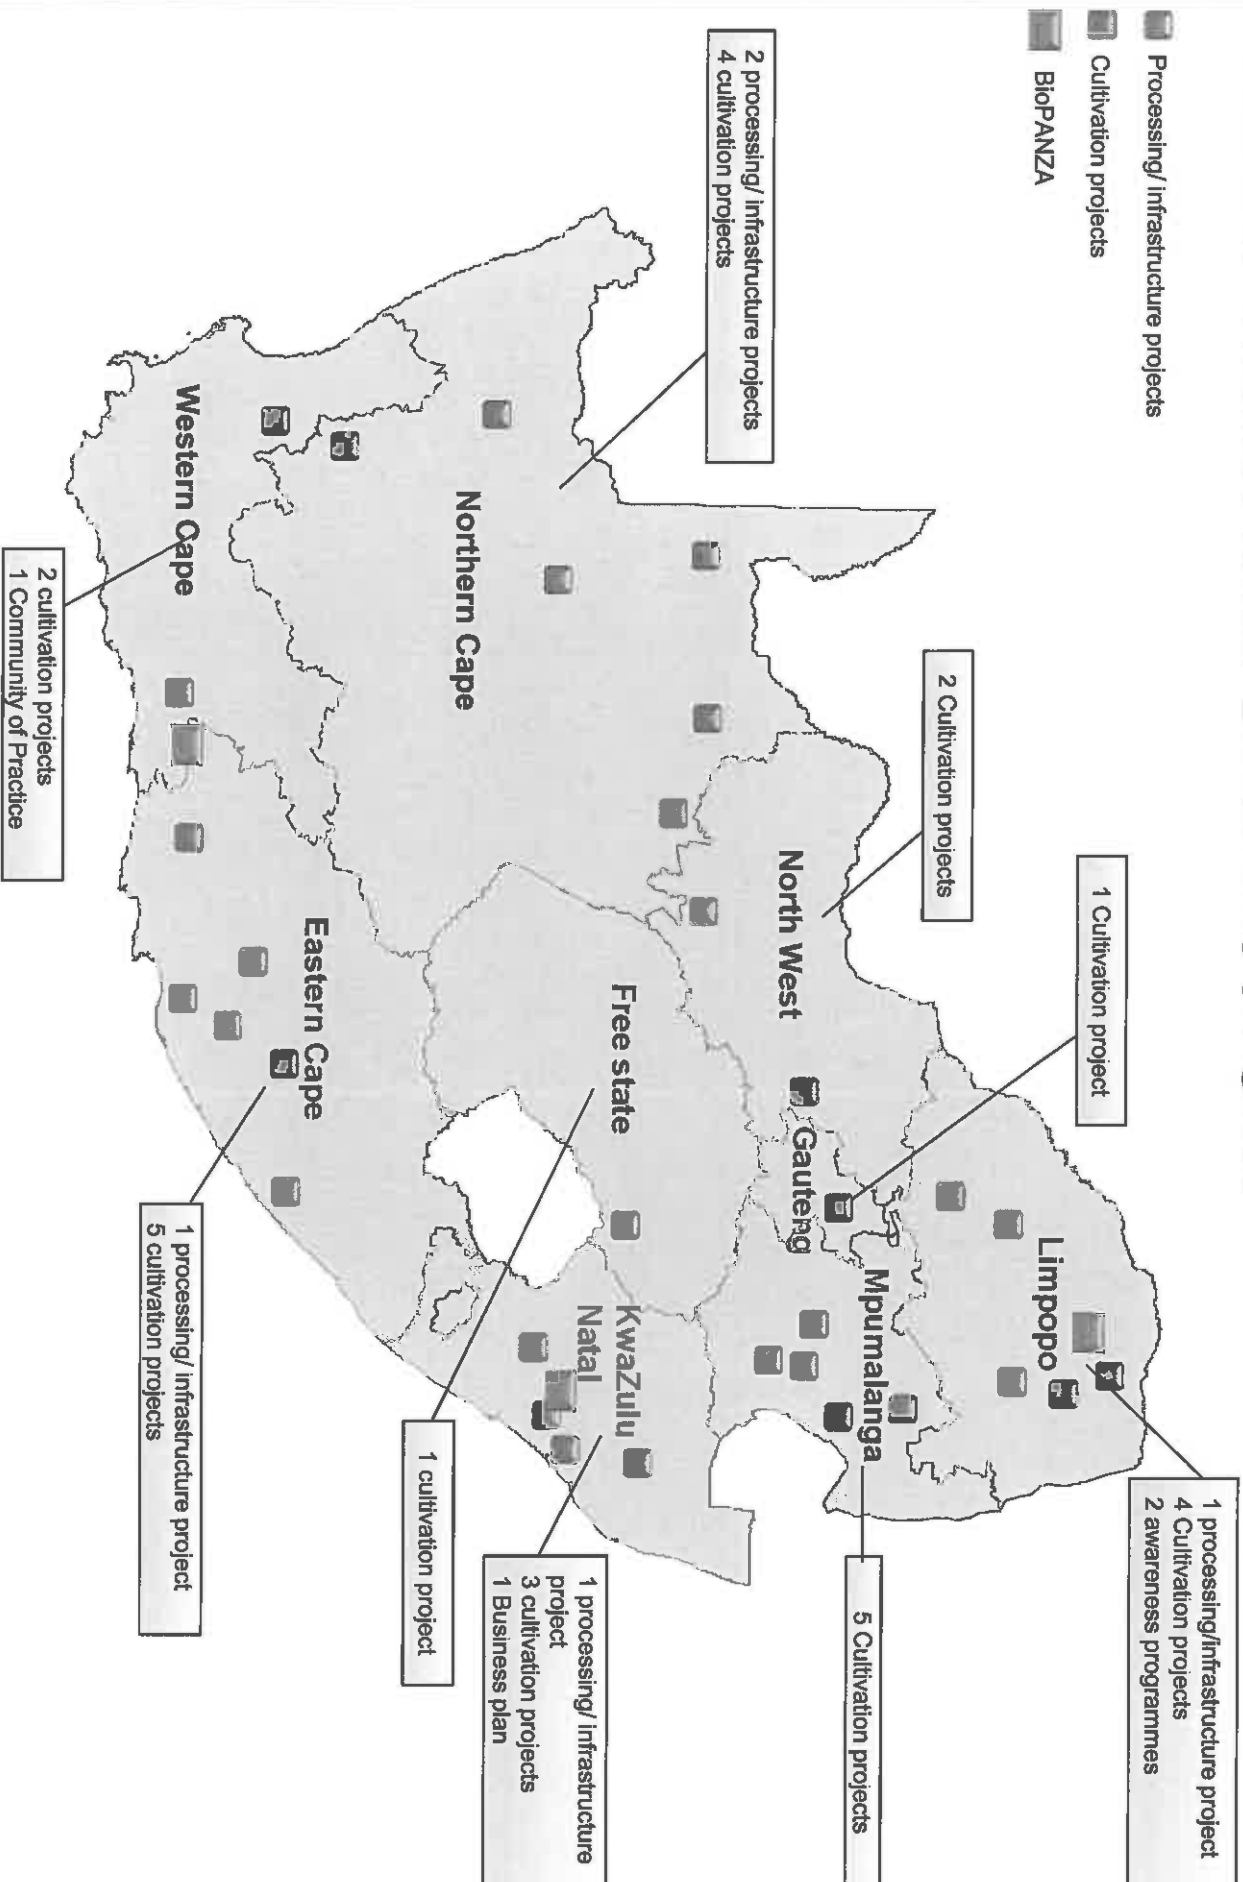 Processing/ infrastructure projects
Cultivation projects
BioPANZA
2 processing/ infrastructure projects
4 cultivation projects
2 Cultivation projects
1 Cultivation project
1 processing/infrastructure project
4 Cultivation projects
2 awareness programmes
5 Cultivation projects
1 processing/ infrastructure
project
3 cultivation projects
1 Business plan
1 cultivation project
1 processing/ infrastructure project
5 cultivation projects
2 cultivation projects
1 Community of Practice
Limpopo
Mpumalanga
Gauteng
North West
Free state
KwaZulu
Natal
Northern Cape
Eastern Cape
Western Cape